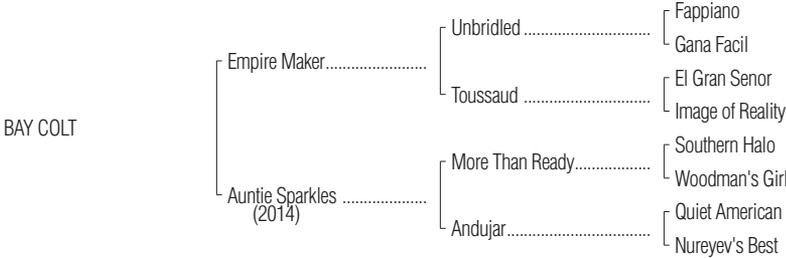 Fappiano
Unbridled ..............................
Gana Facil
Empire Maker........................
El Gran Senor
Toussaud ..............................
Image of Reality
BAY COLT
Southern Halo
More Than Ready..................
Woodman's Girl
Auntie Sparkles ....................
(2014)
Quiet American
Andujar..................................
Nureyev's Best